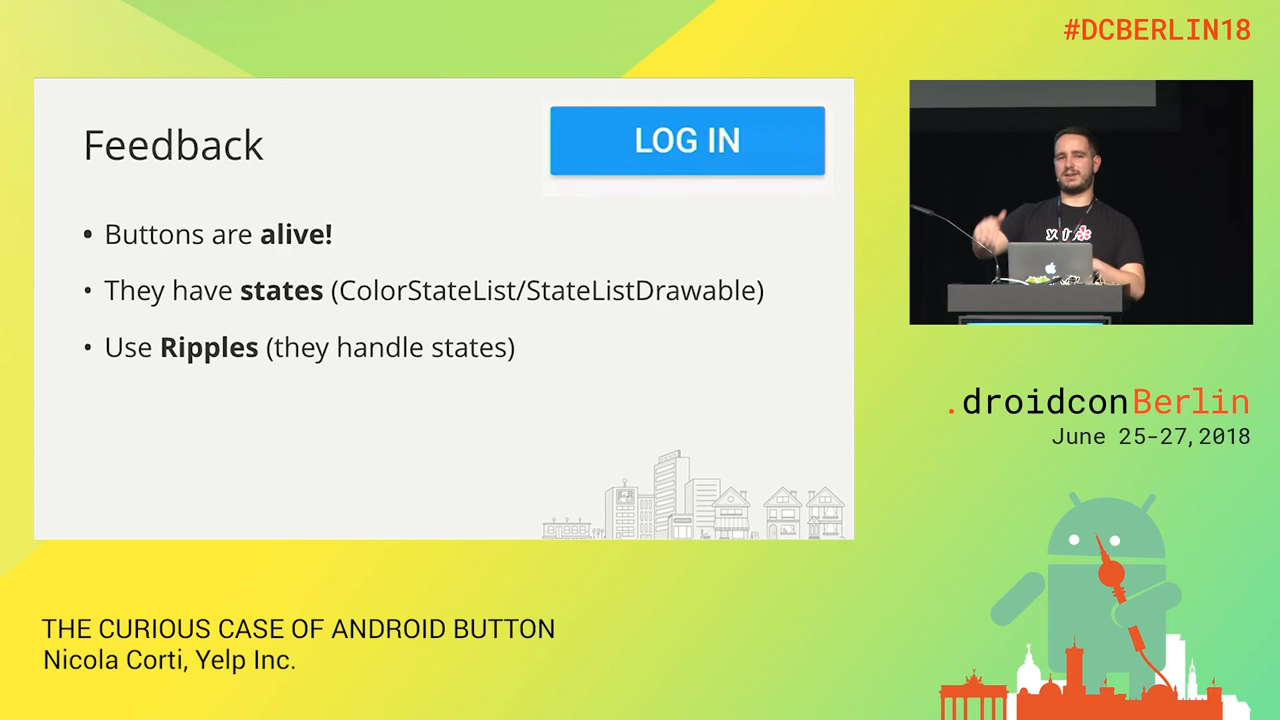 #DCBERLIN18
Feedback
LOG IN
• Buttons are alive!
• They have states (ColorStateList/StateListDrawable)
• Use Ripples (they handle states)
.droidconBerlin
June 25-27, 2018
THE CURIOUS CASE OF ANDROID BUTTON
Nicola Corti, Yelp Inc.